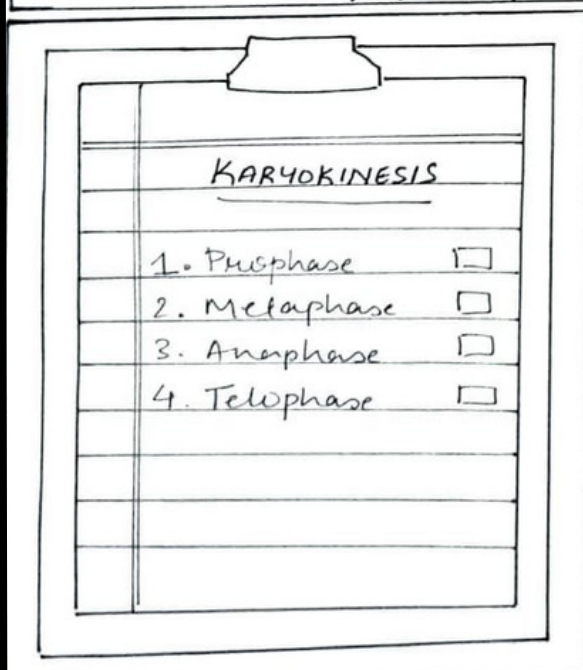 KARYOKINESIS
1. Prophase
2. Metaphase
3. Anaphase
4. Telophase